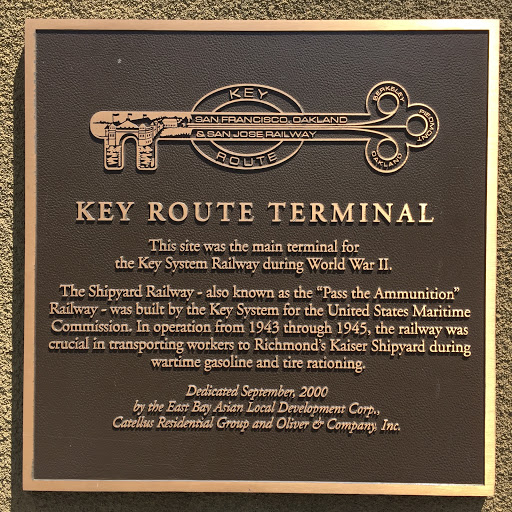 KEY
SAN FRANCISCO, OAKLAND
& SAN JOSE RAILWAY
ROUTE
BERKELEY
PIEDMONT
OAKLAND
KEY ROUTE TERMINAL
This site was the main terminal for
the Key System Railway during World War II.
The Shipyard Railway - also known as the “Pass the Ammunition”
Railway - was built by the Key System for the United States Maritime
Commission. In operation from 1943 through 1945, the railway was
crucial in transporting workers to Richmond's Kaiser Shipyard during
wartime gasoline and tire rationing.
Dedicated September, 2000
by the East Bay Asian Local Development Corp.,
Catellus Residential Group and Oliver & Company, Inc.